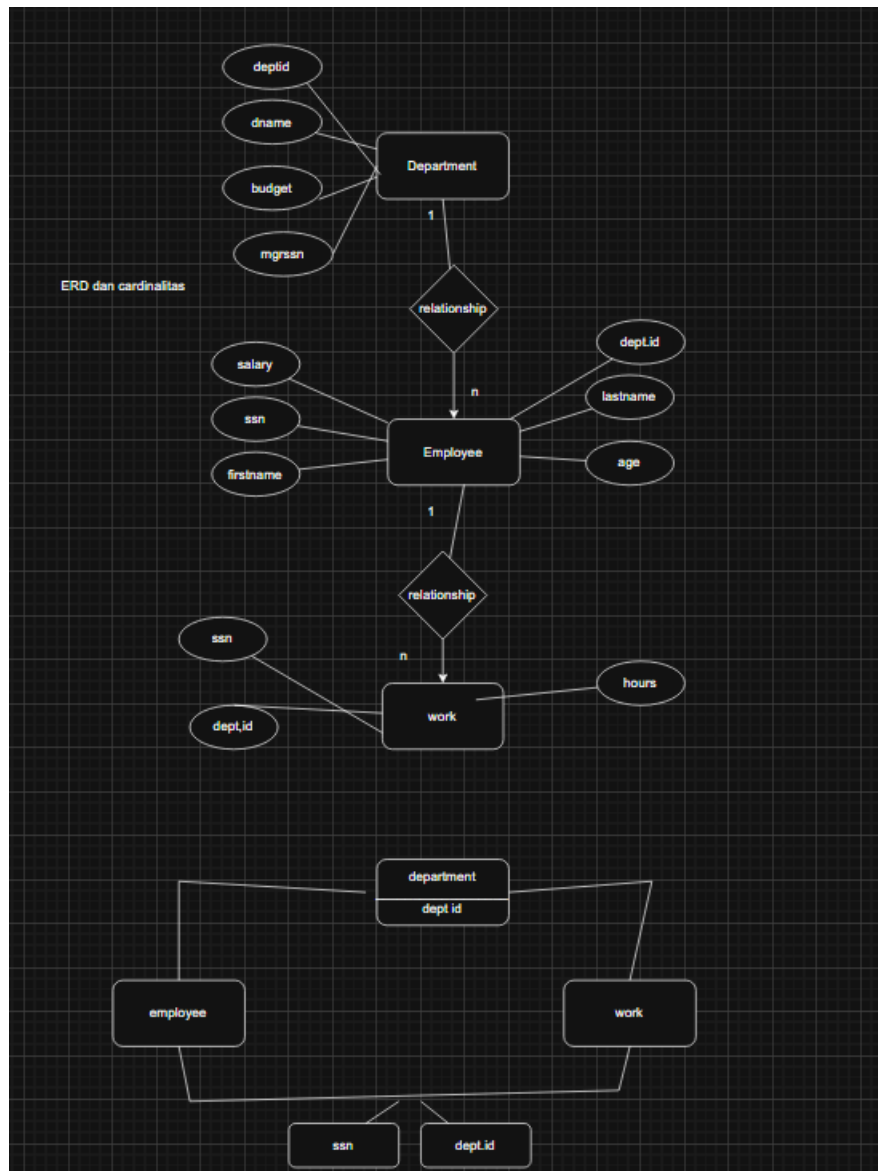 deptid
dname
Department
budget
1
mgrssn
ERD dan cardinalitas
relationship
dept.id
salary
n
lastname
ssn
Employee
age
firstname
1
relationship
ssn
n
hours
work
dept,id
department
dept id
employee
work
ssn
dept.id